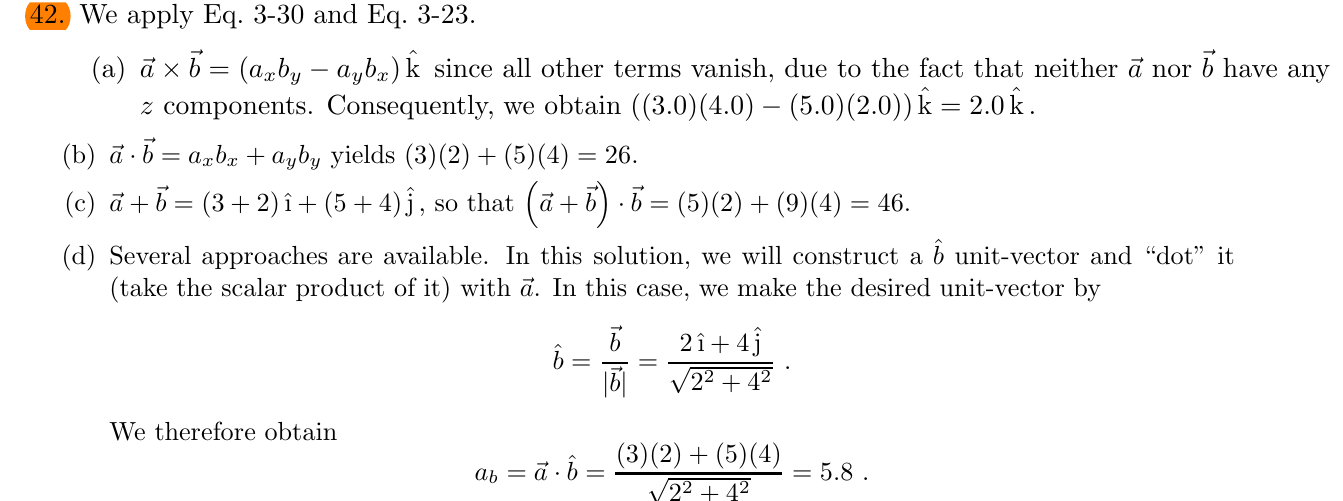 42. We apply Eq. 3-30 and Eq. 3-23.
(a) $\vec{a} \times \vec{b} = (a_x b_y - a_y b_x)\,\hat{\mathrm{k}}$ since all other terms vanish, due to the fact that neither $\vec{a}$ nor $\vec{b}$ have any
$z$ components. Consequently, we obtain $((3.0)(4.0) - (5.0)(2.0))\,\hat{\mathrm{k}} = 2.0\,\hat{\mathrm{k}}$.
(b) $\vec{a} \cdot \vec{b} = a_x b_x + a_y b_y$ yields $(3)(2) + (5)(4) = 26$.
(c) $\vec{a} + \vec{b} = (3 + 2)\,\hat{\imath} + (5 + 4)\,\hat{\mathrm{j}}$, so that $\left(\vec{a} + \vec{b}\right) \cdot \vec{b} = (5)(2) + (9)(4) = 46$.
(d) Several approaches are available. In this solution, we will construct a $\hat{b}$ unit-vector and “dot” it
(take the scalar product of it) with $\vec{a}$. In this case, we make the desired unit-vector by
$\hat{b} = \frac{\vec{b}}{|\vec{b}|} = \frac{2\,\hat{\imath} + 4\,\hat{\mathrm{j}}}{\sqrt{2^2 + 4^2}}$ .
We therefore obtain
$a_b = \vec{a} \cdot \hat{b} = \frac{(3)(2) + (5)(4)}{\sqrt{2^2 + 4^2}} = 5.8$ .